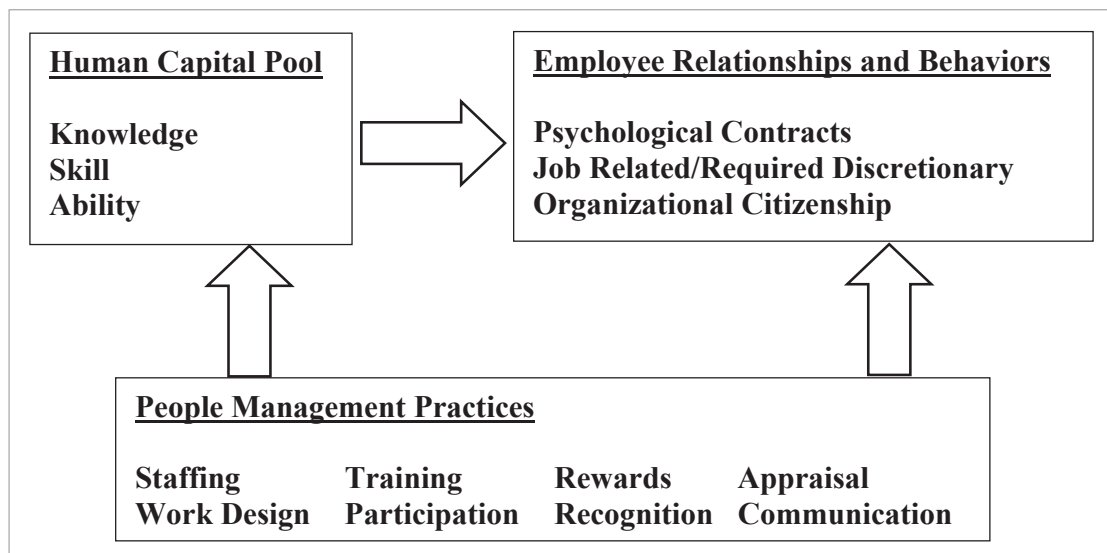 Human Capital Pool
Knowledge
Skill
Ability
Employee Relationships and Behaviors
Psychological Contracts
Job Related/Required Discretionary
Organizational Citizenship
People Management Practices
Staffing Training Rewards Appraisal
Work Design Participation Recognition Communication